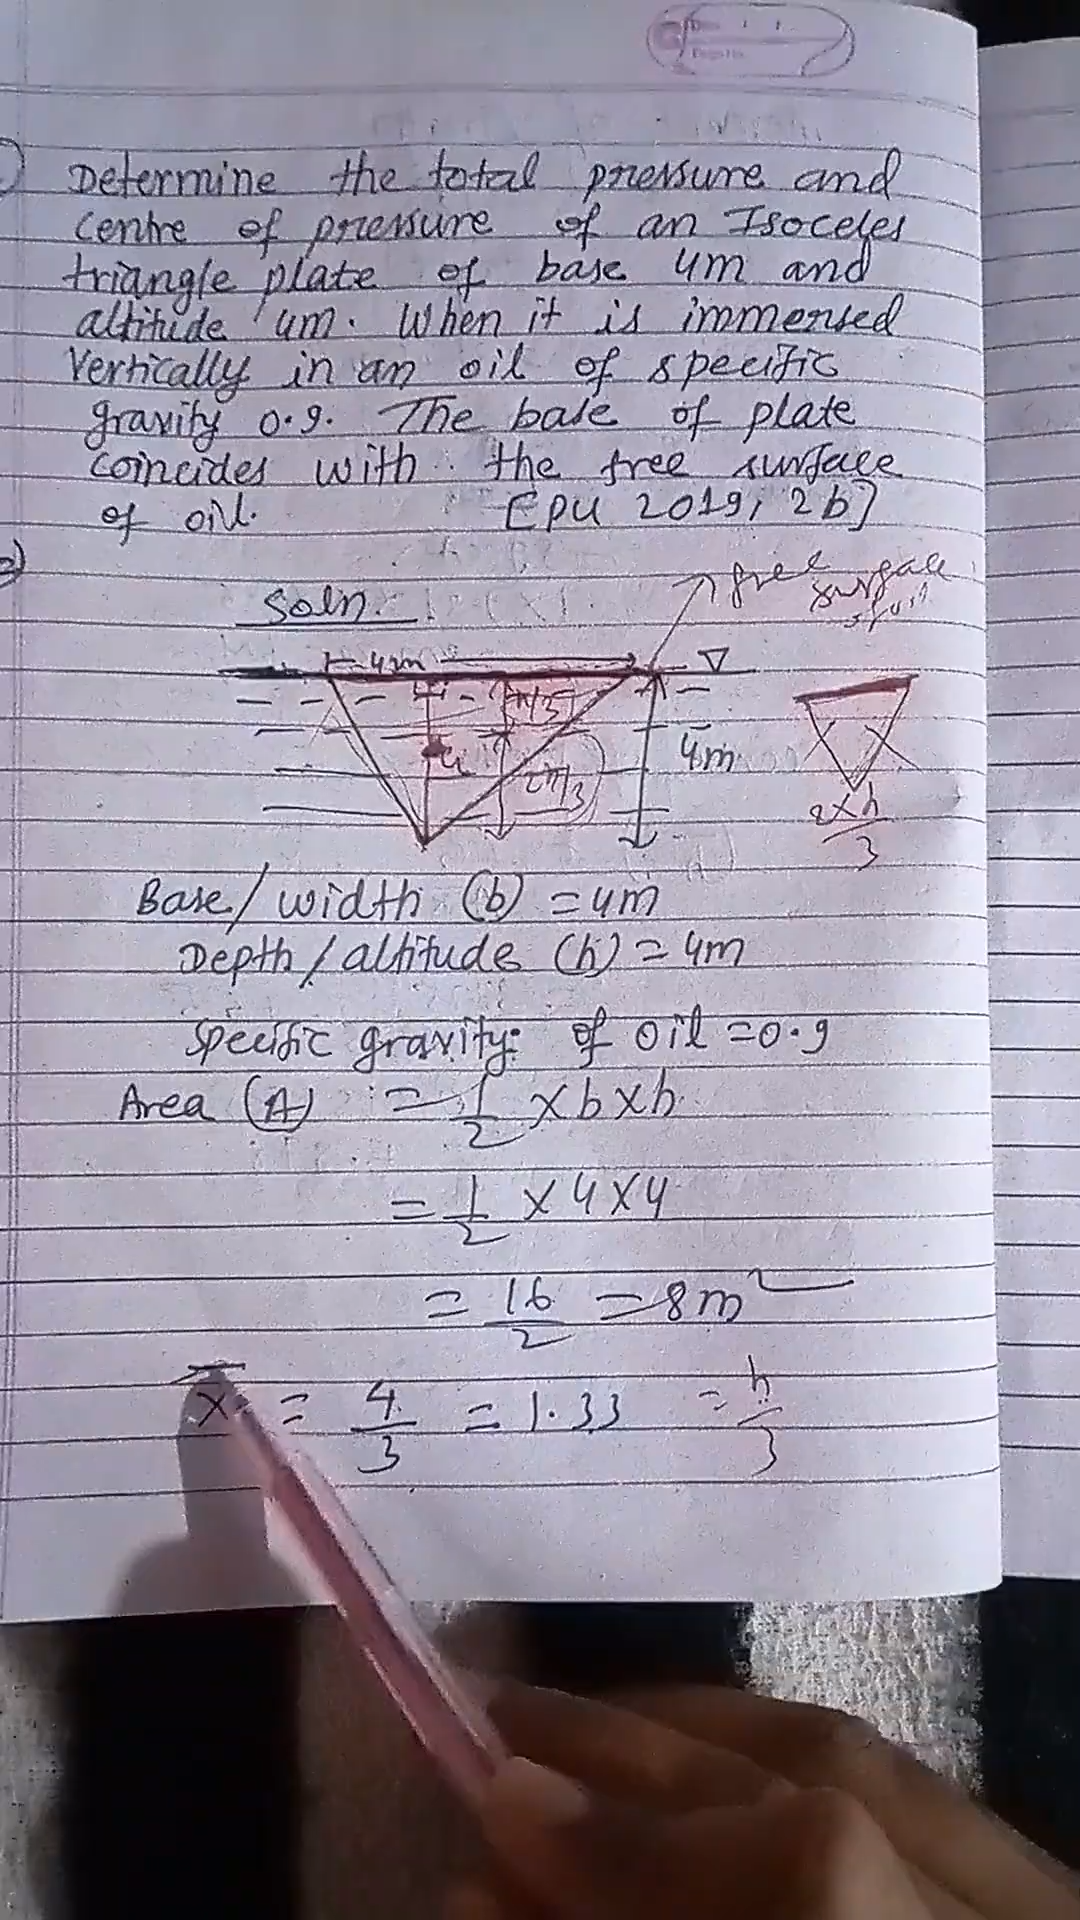 Determine the total pressure and
centre of pressure of an Isoceles
triangle plate of base 4m and
altitude 4m. When it is immersed
vertically in an oil of specific
gravity 0.9. The base of plate
coincides with the free surface
of oil. [PU 2019, 2b]
free
surface
Soln.
4m
h/3
4m
2h/3
2xh/3
Base/width (b) = 4m
Depth/altitude (h) = 4m
Specific gravity of oil = 0.9
Area (A) = 1/2 x b x h
= 1/2 x 4 x 4
= 16/2 = 8m²
x̄ = 4/3 = 1.33 = h/3